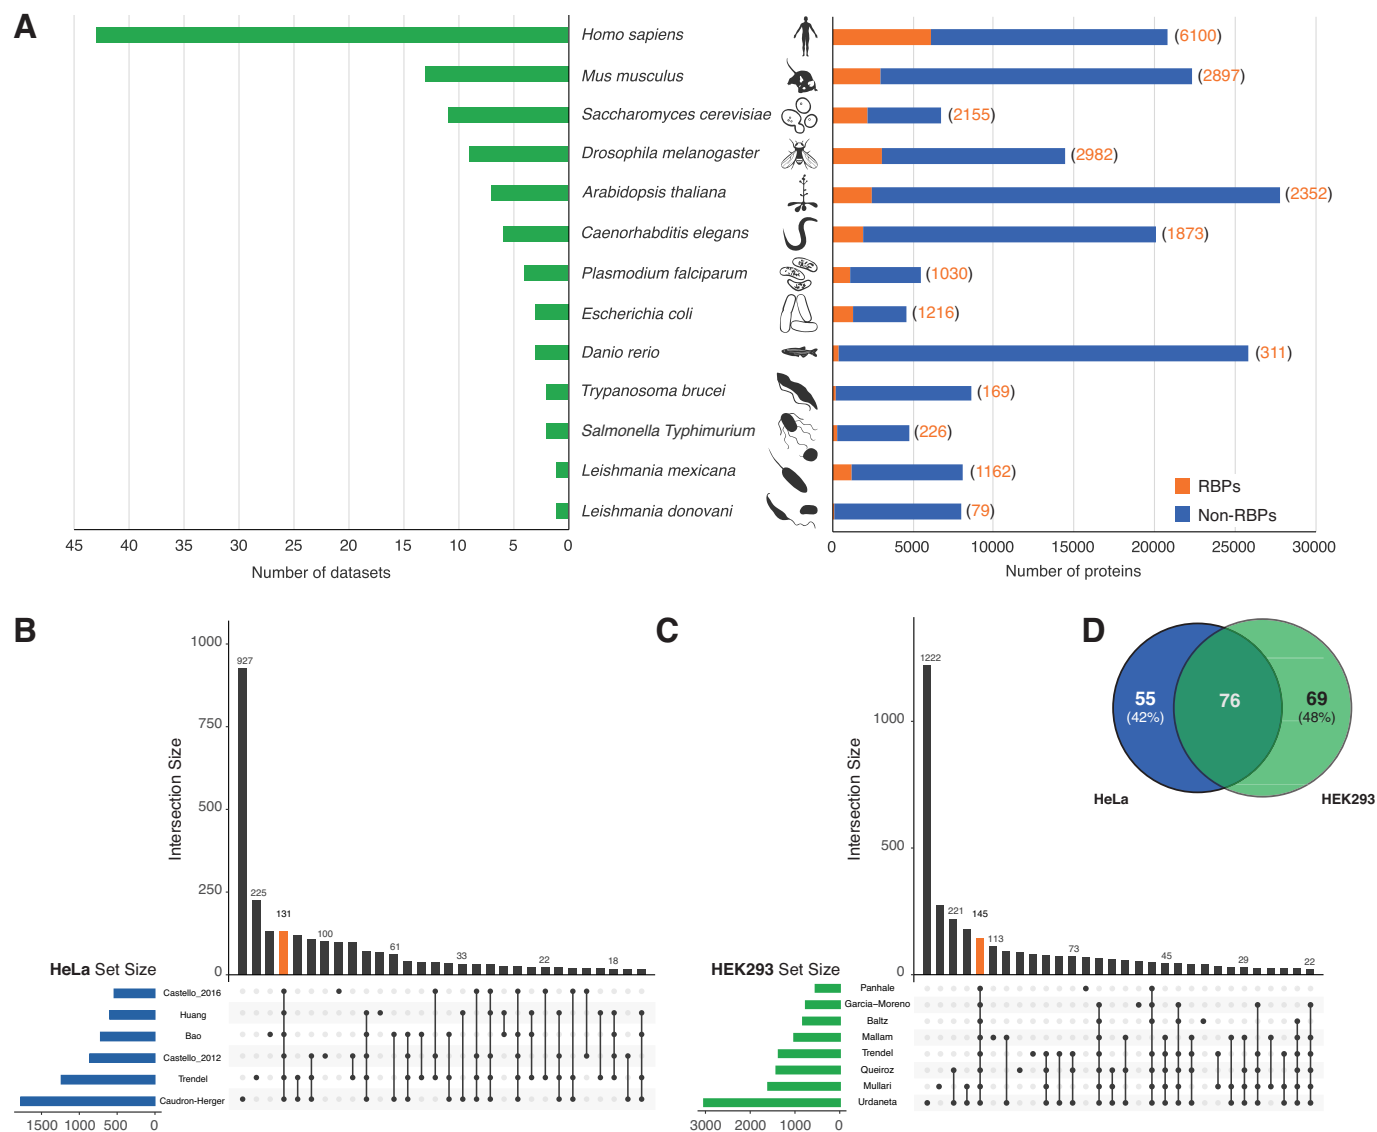 A
Homo sapiens (6100)
Mus musculus (2897)
Saccharomyces cerevisiae (2155)
Drosophila melanogaster (2982)
Arabidopsis thaliana (2352)
Caenorhabditis elegans (1873)
Plasmodium falciparum (1030)
Escherichia coli (1216)
Danio rerio (311)
Trypanosoma brucei (169)
Salmonella Typhimurium (226)
Leishmania mexicana (1162)
Leishmania donovani (79)
RBPs
Non-RBPs
45 40 35 30 25 20 15 10 5 0
Number of datasets
0 5000 10000 15000 20000 25000 30000
Number of proteins
B
Intersection Size
1000
750
500
250
0
927
225
131
100
61
33
22
18
HeLa Set Size
Castello_2016
Huang
Bao
Castello_2012
Trendel
Caudron-Herger
1500 1000 500 0
C
Intersection Size
1000
500
0
1222
221
145
113
73
45
29
22
HEK293 Set Size
Panhale
Garcia-Moreno
Baltz
Mallam
Trendel
Queiroz
Mullari
Urdaneta
3000 2000 1000 0
D
55
(42%)
76
69
(48%)
HeLa
HEK293